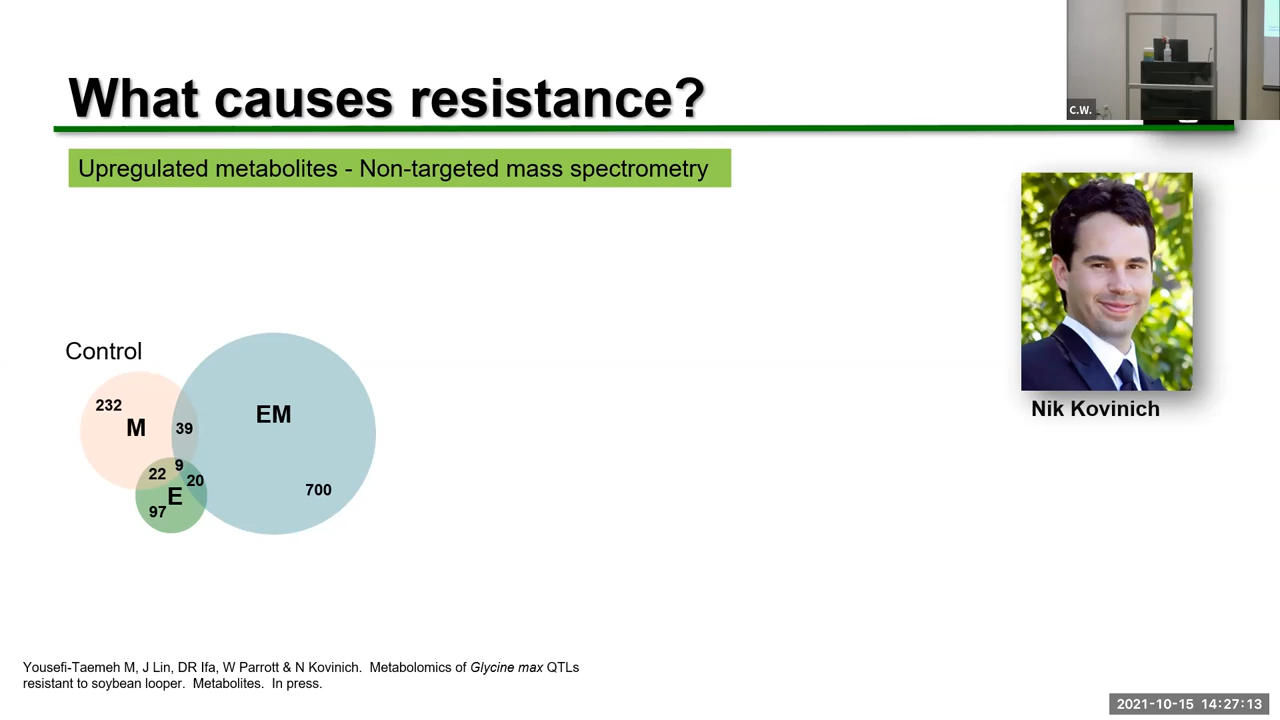 What causes resistance?
C.W.
Upregulated metabolites - Non-targeted mass spectrometry
Nik Kovinich
Control
232
M
39
EM
9
22
20
E
97
700
Yousefi-Taemeh M, J Lin, DR Ifa, W Parrott & N Kovinich. Metabolomics of Glycine max QTLs
resistant to soybean looper. Metabolites. In press.
2021-10-15 14:27:13